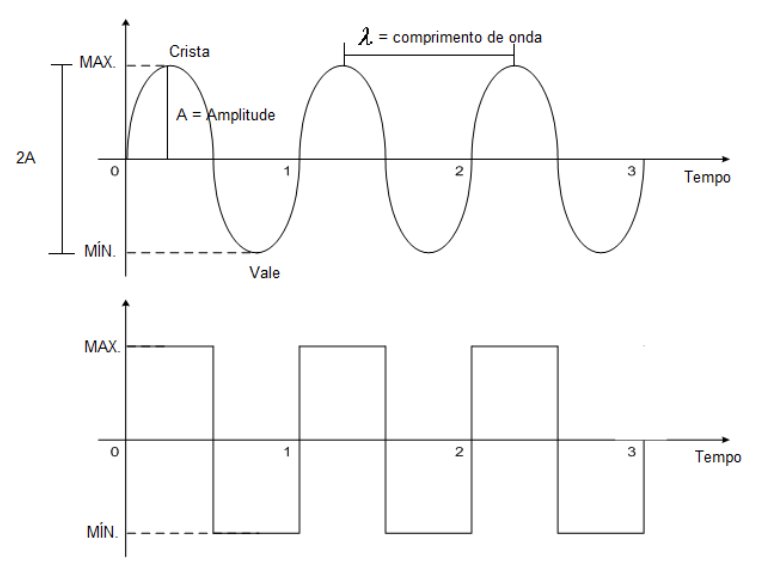 λ = comprimento de onda
Crista
MAX.
A = Amplitude
2A
0 1 2 3
Tempo
MÍN.
Vale
MAX.
0 1 2 3
Tempo
MÍN.